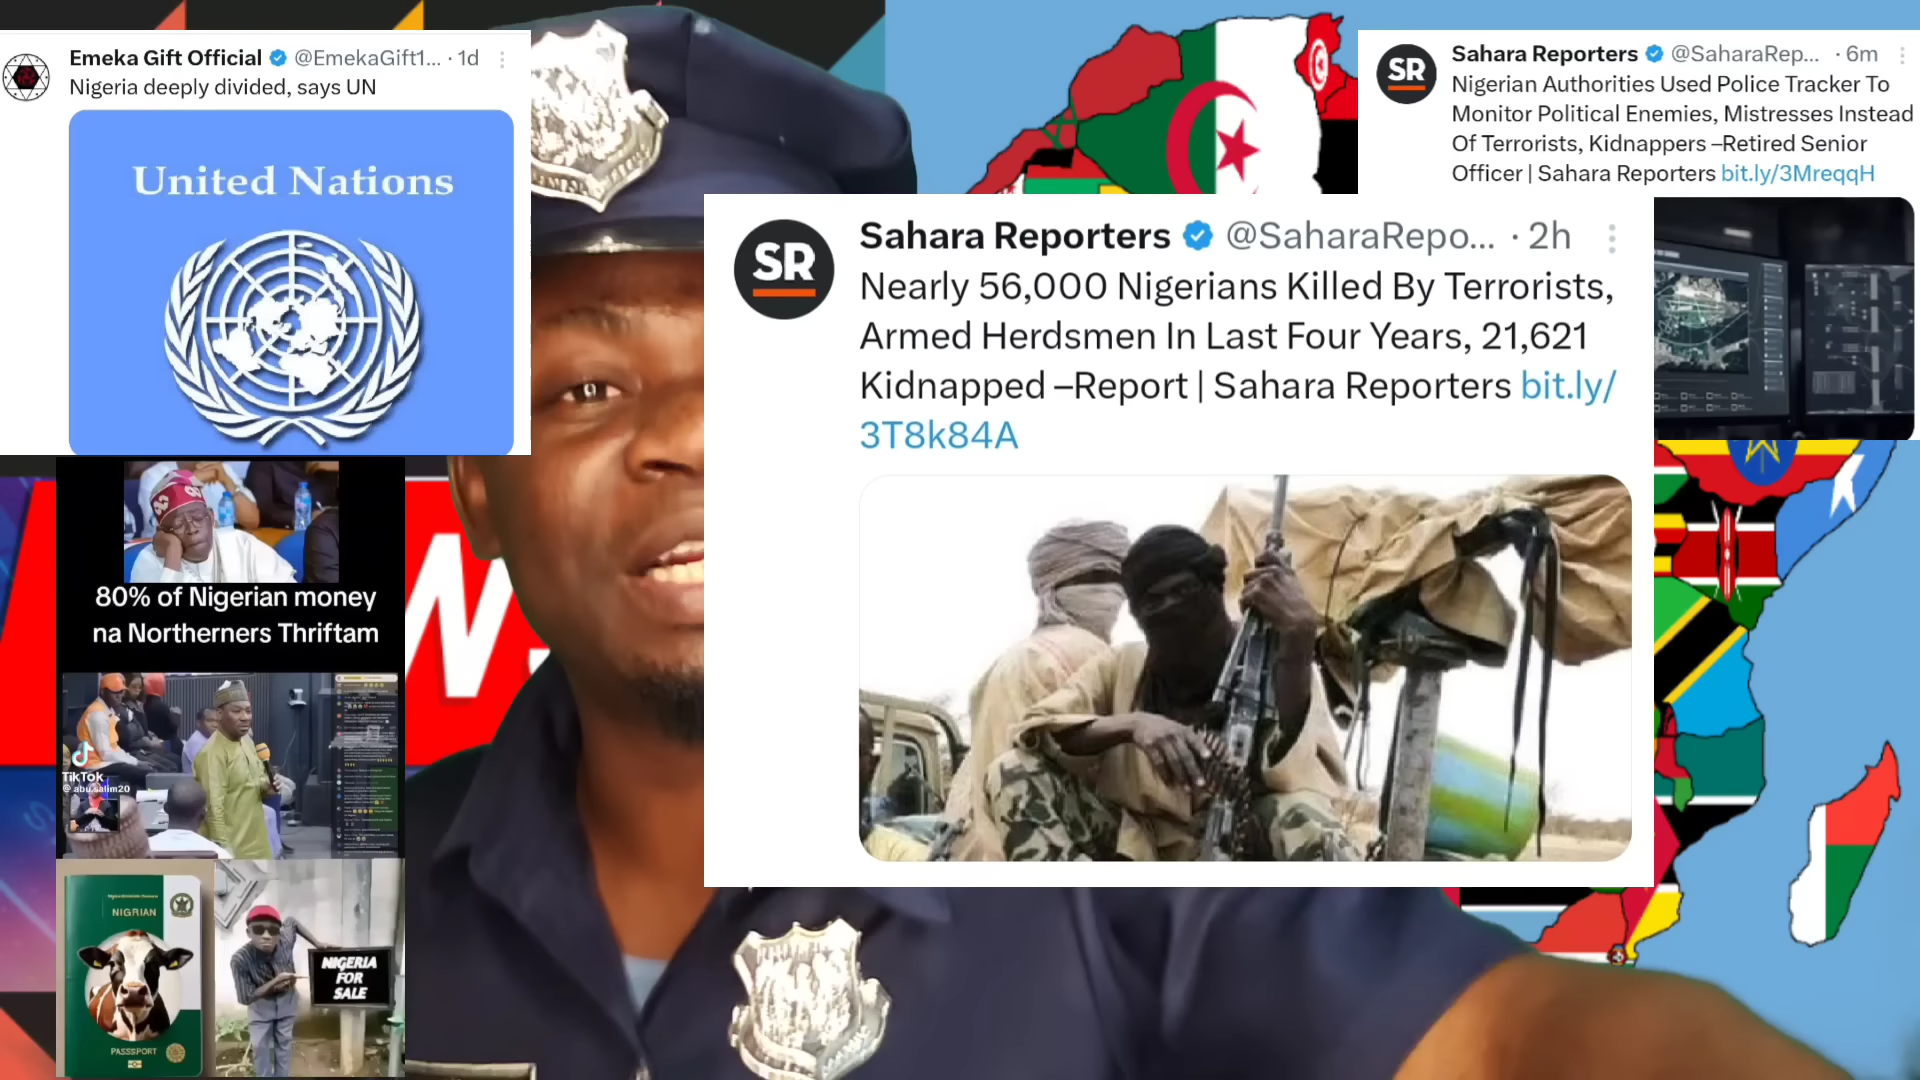 Emeka Gift Official @EmekaGift1... · 1d
Nigeria deeply divided, says UN
United Nations
SR
Sahara Reporters @SaharaRep... · 6m
Nigerian Authorities Used Police Tracker To
Monitor Political Enemies, Mistresses Instead
Of Terrorists, Kidnappers –Retired Senior
Officer | Sahara Reporters bit.ly/3MreqqH
SR
Sahara Reporters @SaharaRepo... · 2h
Nearly 56,000 Nigerians Killed By Terrorists,
Armed Herdsmen In Last Four Years, 21,621
Kidnapped –Report | Sahara Reporters bit.ly/
3T8k84A
80% of Nigerian money
na Northerners Thriftam
TikTok
@abu.salim20
NIGRIAN
PASSSPORT
NIGERIA
FOR
SALE